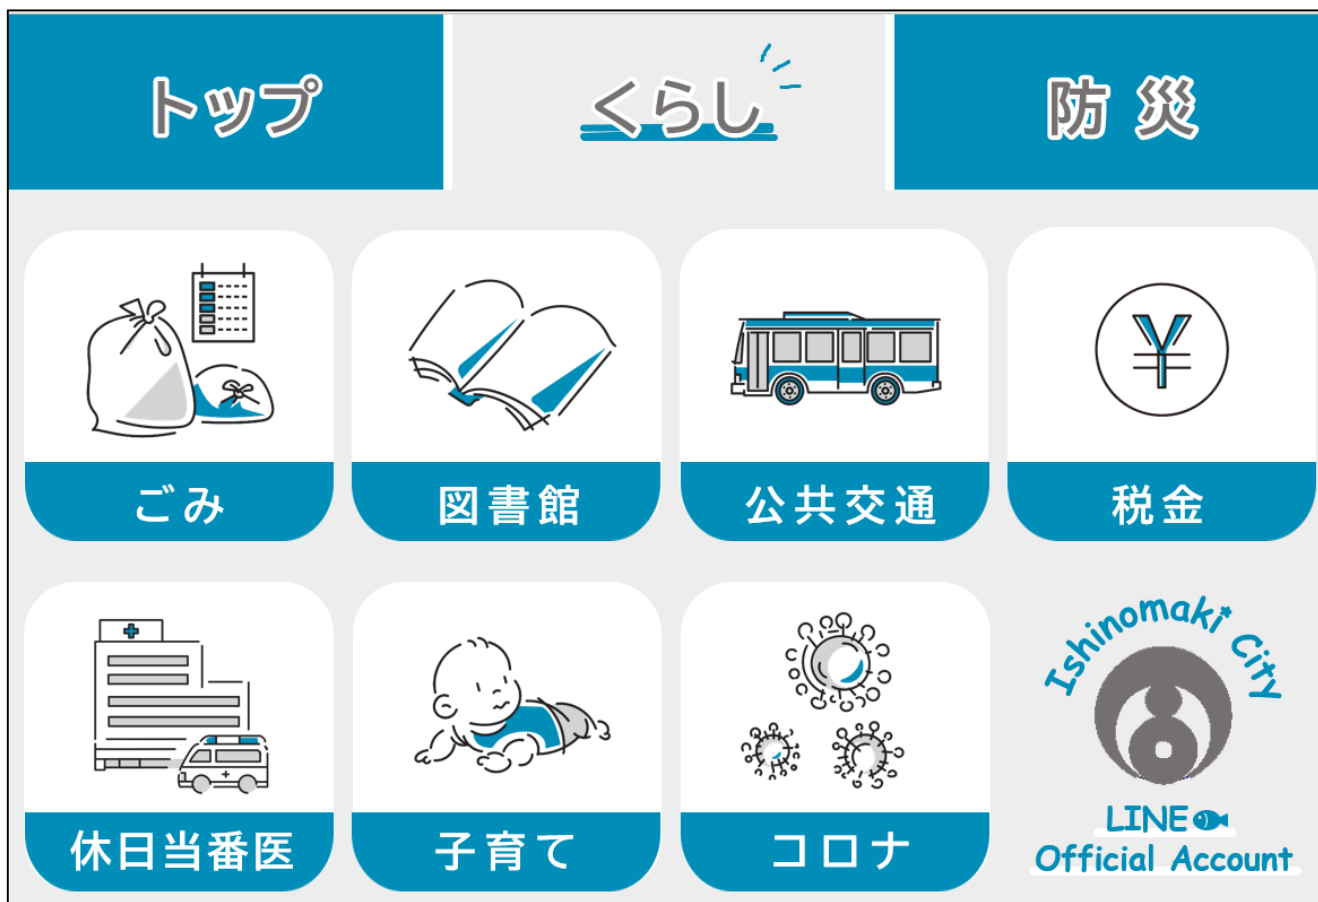 トップ
くらし
防災
ごみ
図書館
公共交通
¥
税金
休日当番医
子育て
コロナ
Ishinomaki City
LINE
Official Account